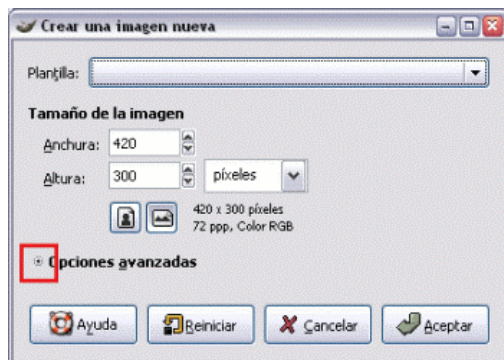 Crear una imagen nueva
Plantilla:
Tamaño de la imagen
Anchura: 420
Altura: 300 píxeles
420 x 300 píxeles
72 ppp, Color RGB
Opciones avanzadas
Ayuda Reiniciar Cancelar Aceptar